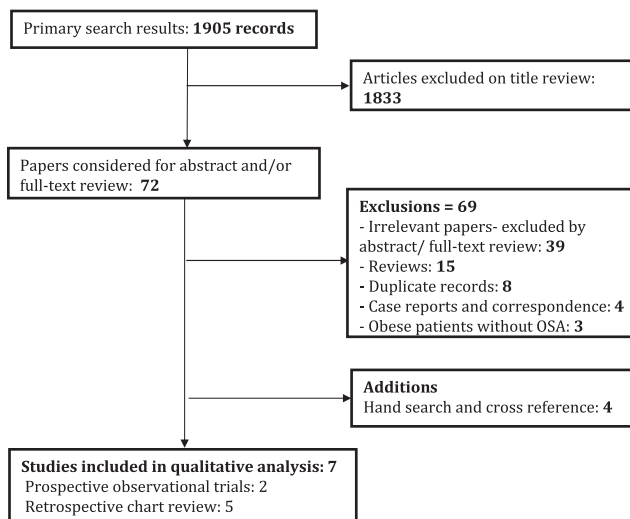 Primary search results: 1905 records
Articles excluded on title review:
1833
Papers considered for abstract and/or
full-text review: 72
Exclusions = 69
- Irrelevant papers- excluded by
abstract/ full-text review: 39
- Reviews: 15
- Duplicate records: 8
- Case reports and correspondence: 4
- Obese patients without OSA: 3
Additions
Hand search and cross reference: 4
Studies included in qualitative analysis: 7
Prospective observational trials: 2
Retrospective chart review: 5